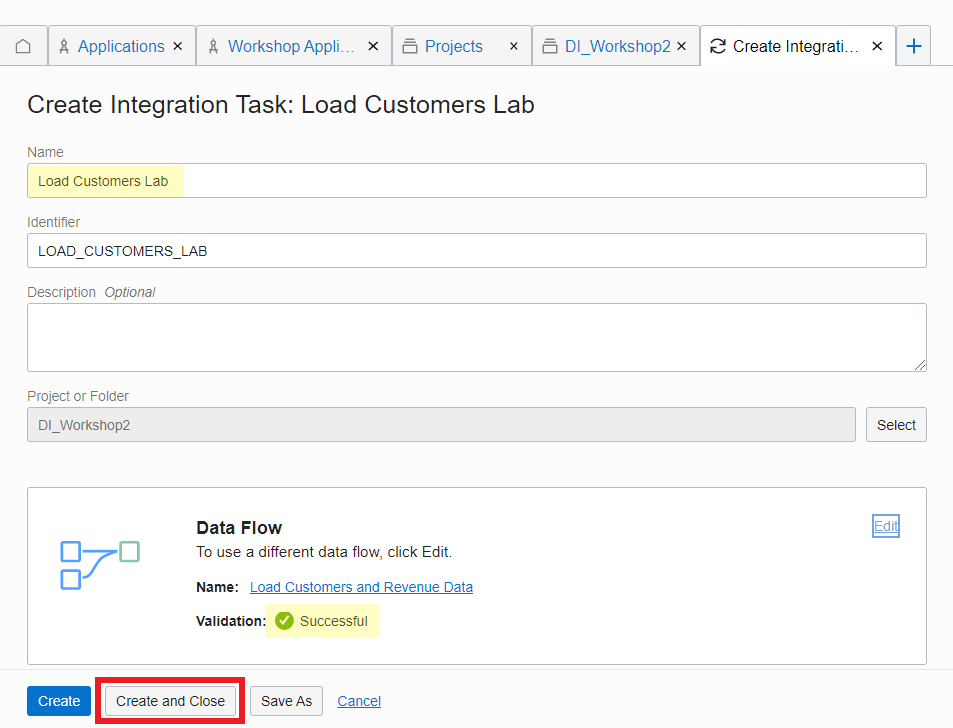 Applications × Workshop Appli... × Projects × DI_Workshop2 × Create Integrati... × +
Create Integration Task: Load Customers Lab
Name
Load Customers Lab
Identifier
LOAD_CUSTOMERS_LAB
Description Optional
Project or Folder
DI_Workshop2 Select
Data Flow Edit
To use a different data flow, click Edit.
Name: Load Customers and Revenue Data
Validation: Successful
Create Create and Close Save As Cancel